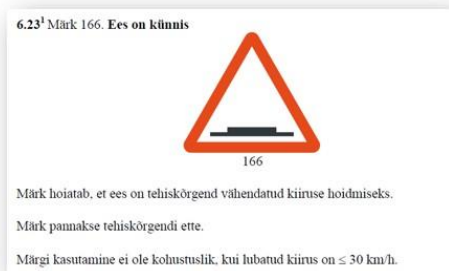 6.23¹ Märk 166. Ees on künnis
166
Märk hoiatab, et ees on tehiskõrgend vähendatud kiiruse hoidmiseks.
Märk pannakse tehiskõrgendi ette.
Märgi kasutamine ei ole kohustuslik, kui lubatud kiirus on ≤ 30 km/h.